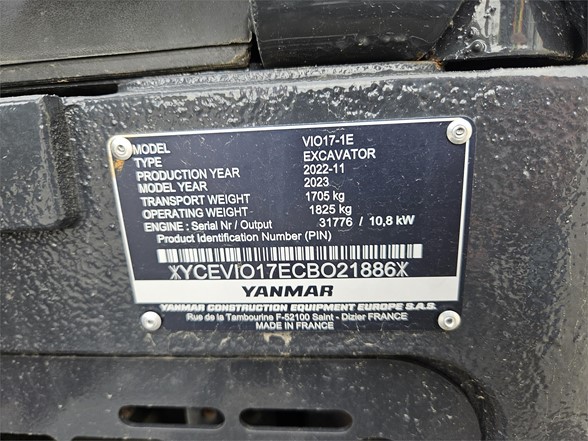 MODEL VIO17-1E
TYPE EXCAVATOR
PRODUCTION YEAR 2022-11
MODEL YEAR 2023
TRANSPORT WEIGHT 1705 kg
OPERATING WEIGHT 1825 kg
ENGINE : Serial Nr / Output 31776 / 10,8 kW
Product Identification Number (PIN)
XYCEVIO17ECBO21886X
YANMAR
YANMAR CONSTRUCTION EQUIPMENT EUROPE S.A.S.
Rue de la Tambourine F-52100 Saint - Dizier FRANCE
MADE IN FRANCE